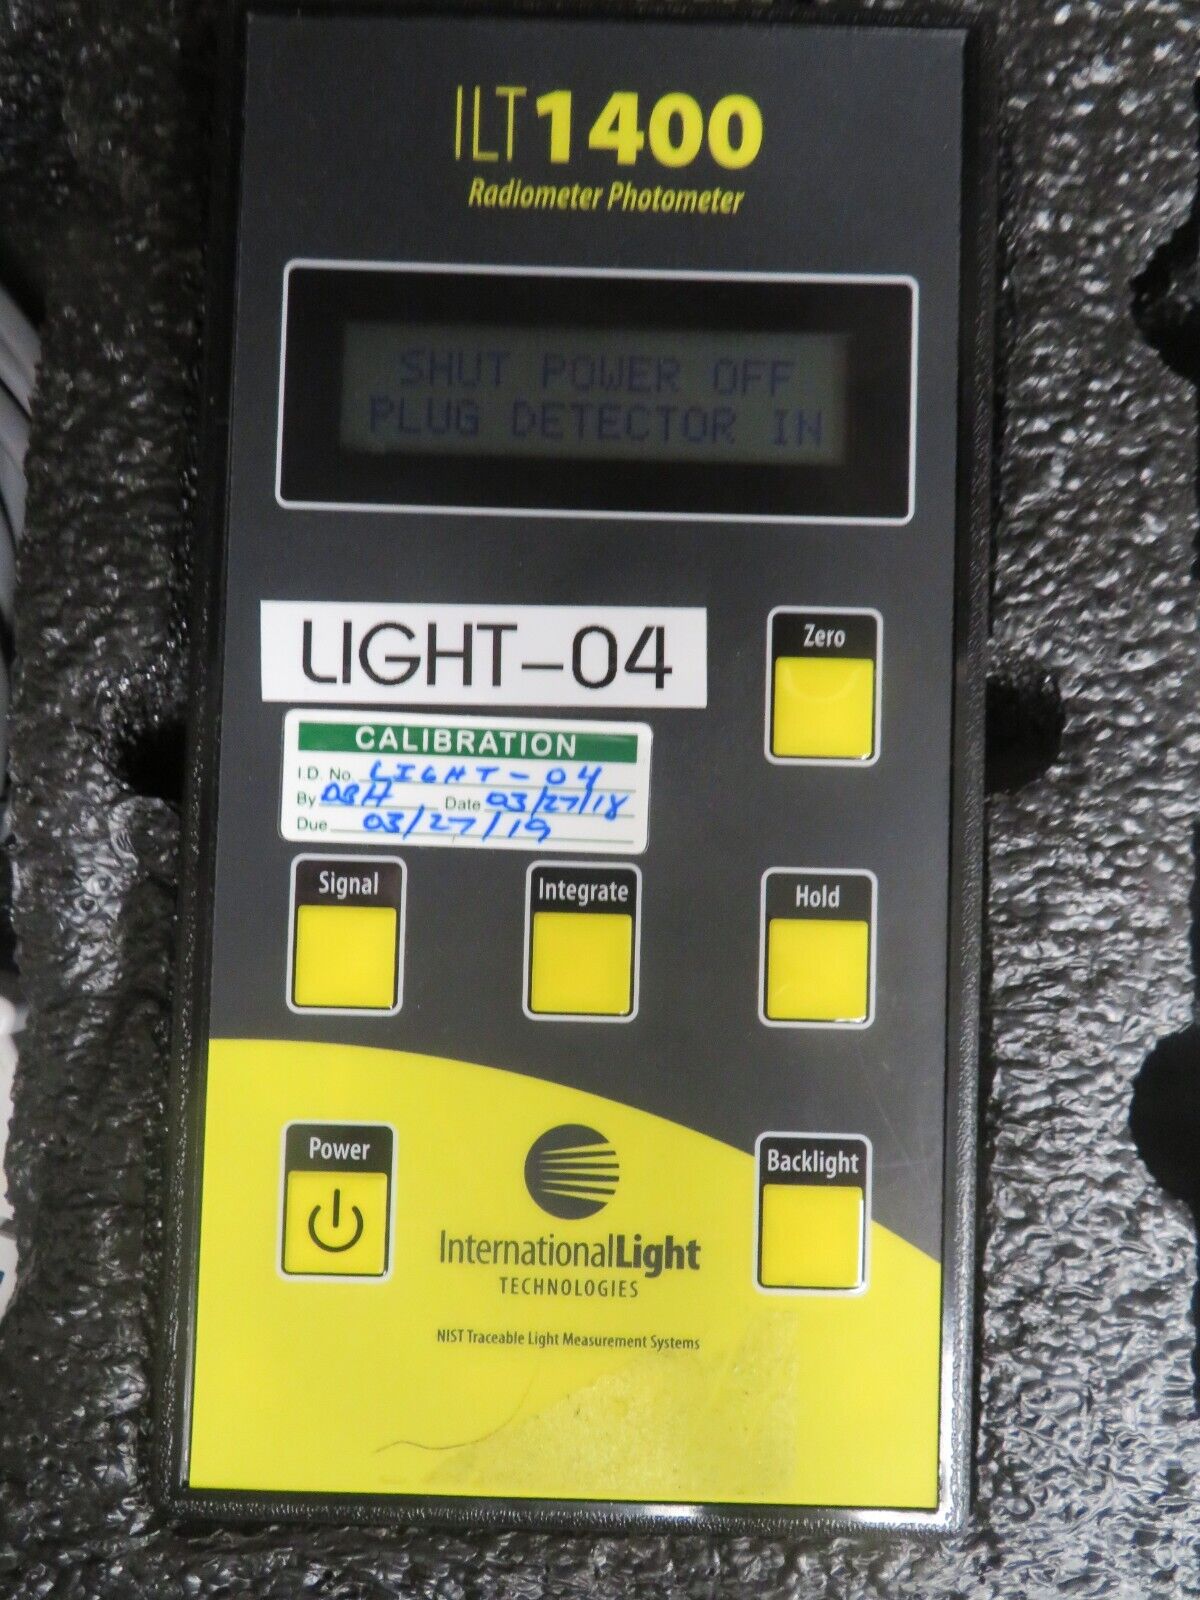 ILT1400
Radiometer Photometer
SHUT POWER OFF
PLUG DETECTOR IN
LIGHT-04
Zero
CALIBRATION
I.D. No. LIGHT-04
By DBH Date 03/27/18
Due 03/27/19
Signal
Integrate
Hold
Power
Backlight
InternationalLight
TECHNOLOGIES
NIST Traceable Light Measurement Systems